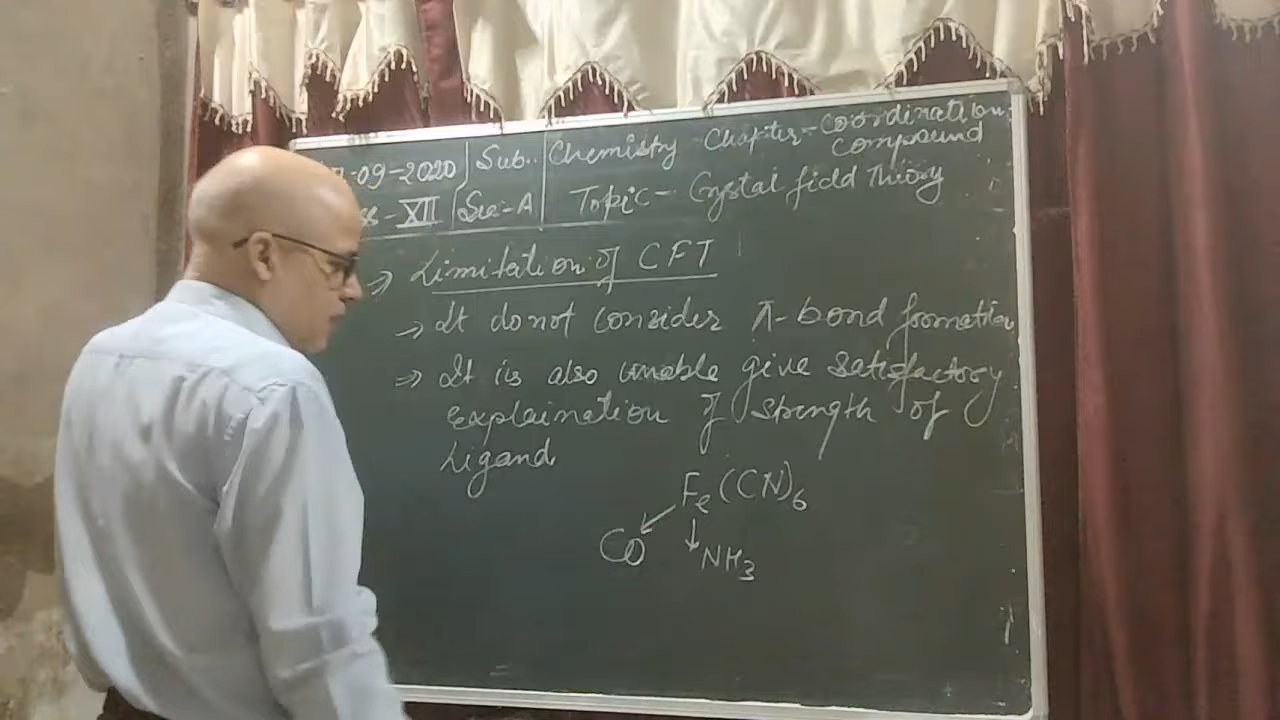 -09-2020 Sub.. Chemistry Chapter - Coordination
compound
XII Sec-A Topic - Crystal field Theory
⇒ Limitation of CFT
⇒ It do not consider π-bond formation
⇒ It is also unable give satisfactory
explaination of strength of
Ligand
Fe(CN)6
CO NH3